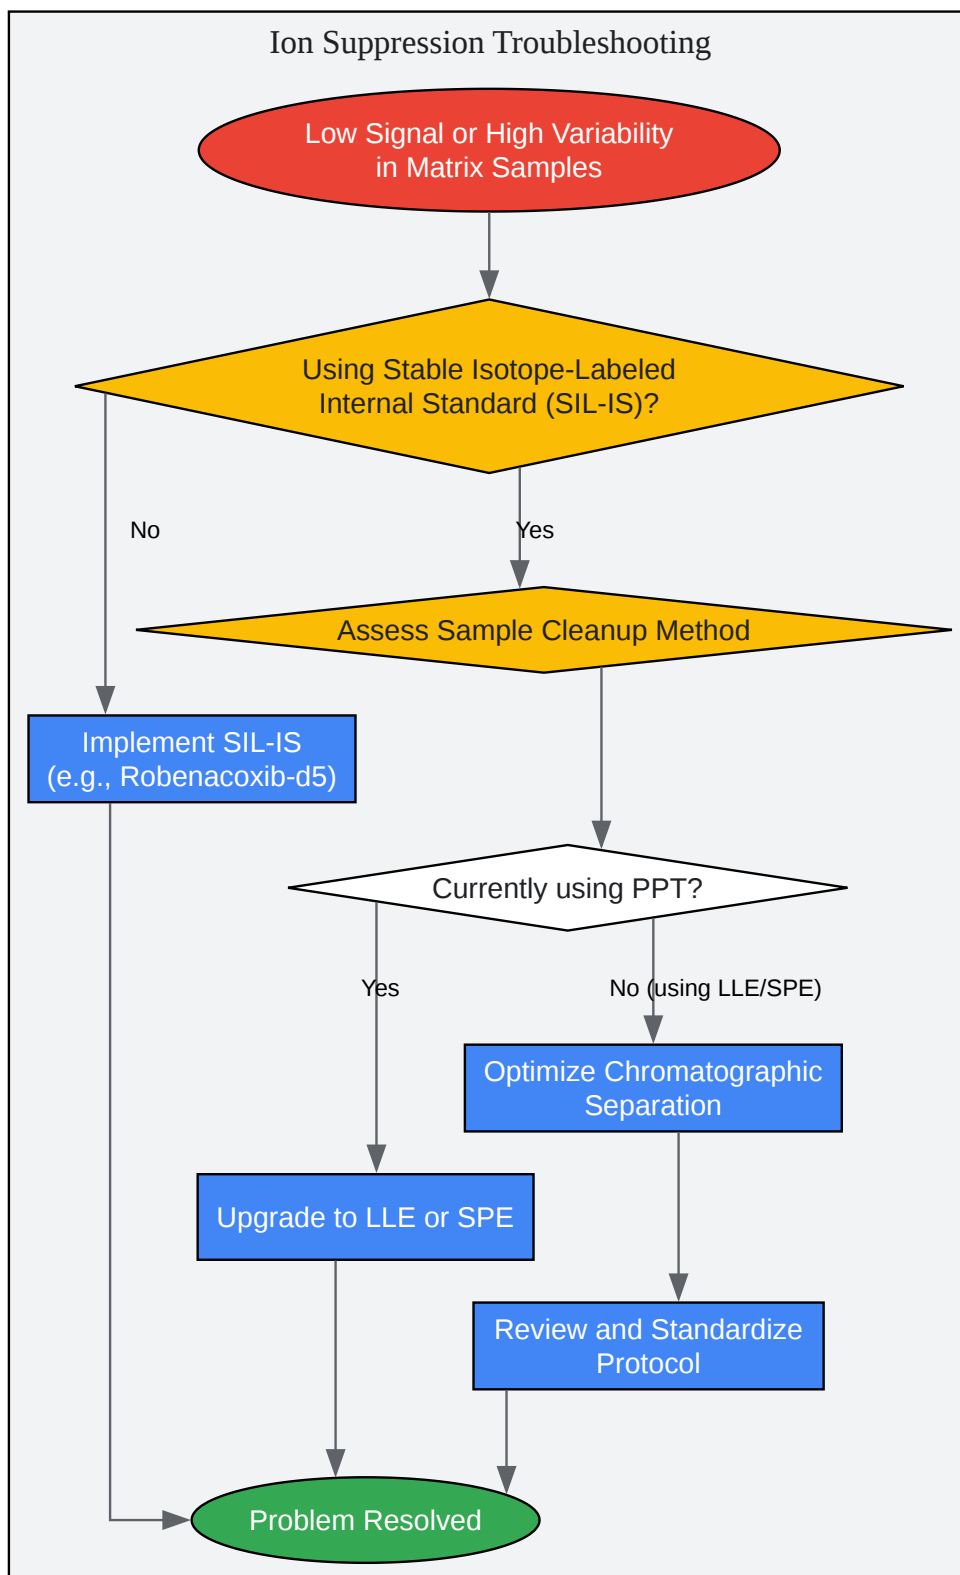 Ion Suppression Troubleshooting
Low Signal or High Variability
in Matrix Samples
Using Stable Isotope-Labeled
Internal Standard (SIL-IS)?
No
Yes
Assess Sample Cleanup Method
Implement SIL-IS
(e.g., Robenacoxib-d5)
Currently using PPT?
Yes
No (using LLE/SPE)
Optimize Chromatographic
Separation
Upgrade to LLE or SPE
Review and Standardize
Protocol
Problem Resolved